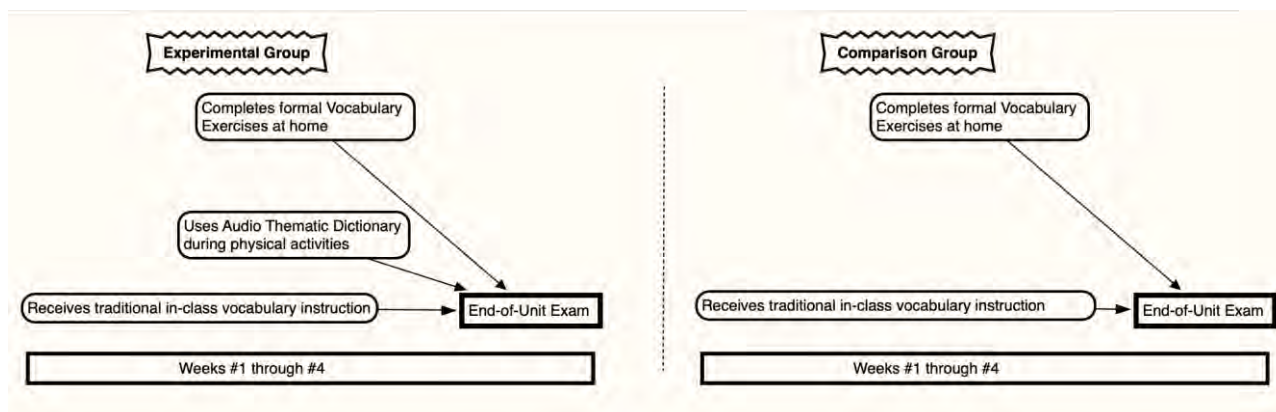 Experimental Group
Completes formal Vocabulary
Exercises at home
Uses Audio Thematic Dictionary
during physical activities
Receives traditional in-class vocabulary instruction
End-of-Unit Exam
Weeks #1 through #4
Comparison Group
Completes formal Vocabulary
Exercises at home
Receives traditional in-class vocabulary instruction
End-of-Unit Exam
Weeks #1 through #4